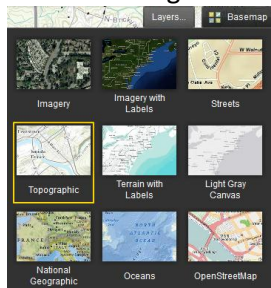 Layers...
Basemap
Imagery
Imagery with
Labels
Streets
Topographic
Terrain with
Labels
Light Gray
Canvas
National
Geographic
Oceans
OpenStreetMap